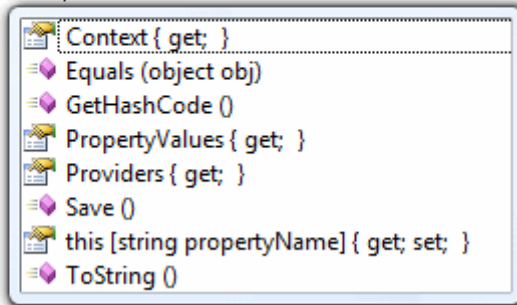 Context { get;  }
Equals (object obj)
GetHashCode ()
PropertyValues { get;  }
Providers { get;  }
Save ()
this [string propertyName] { get; set;  }
ToString ()